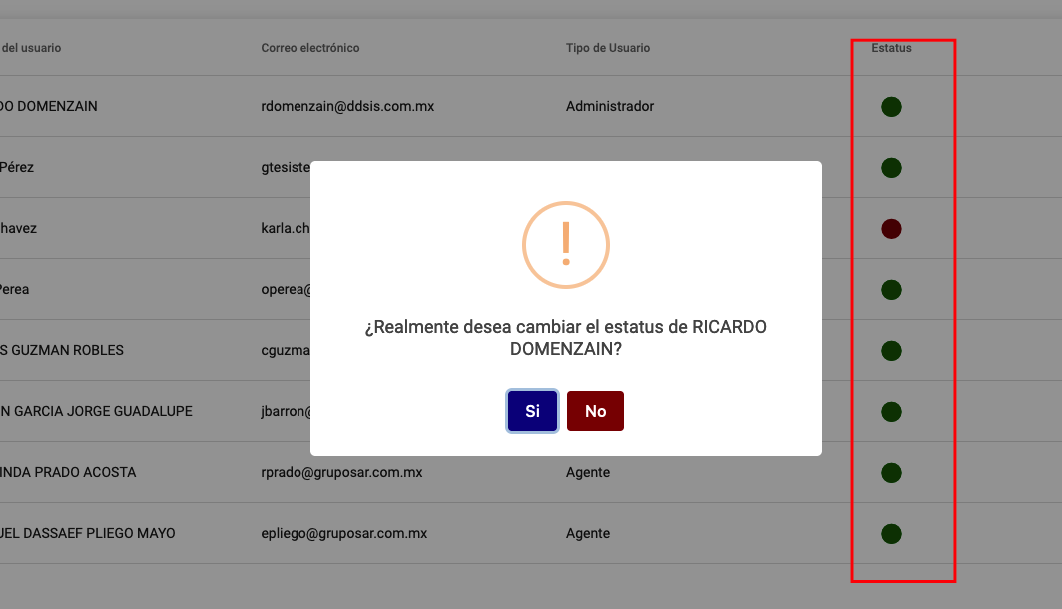 del usuario Correo electrónico Tipo de Usuario Estatus
DO DOMENZAIN rdomenzain@ddsis.com.mx Administrador
Pérez gtesiste
havez karla.ch
Perea operea@
S GUZMAN ROBLES cguzma
N GARCIA JORGE GUADALUPE jbarron@
INDA PRADO ACOSTA rprado@gruposar.com.mx Agente
UEL DASSAEF PLIEGO MAYO epliego@gruposar.com.mx Agente
!
¿Realmente desea cambiar el estatus de RICARDO
DOMENZAIN?
Si No